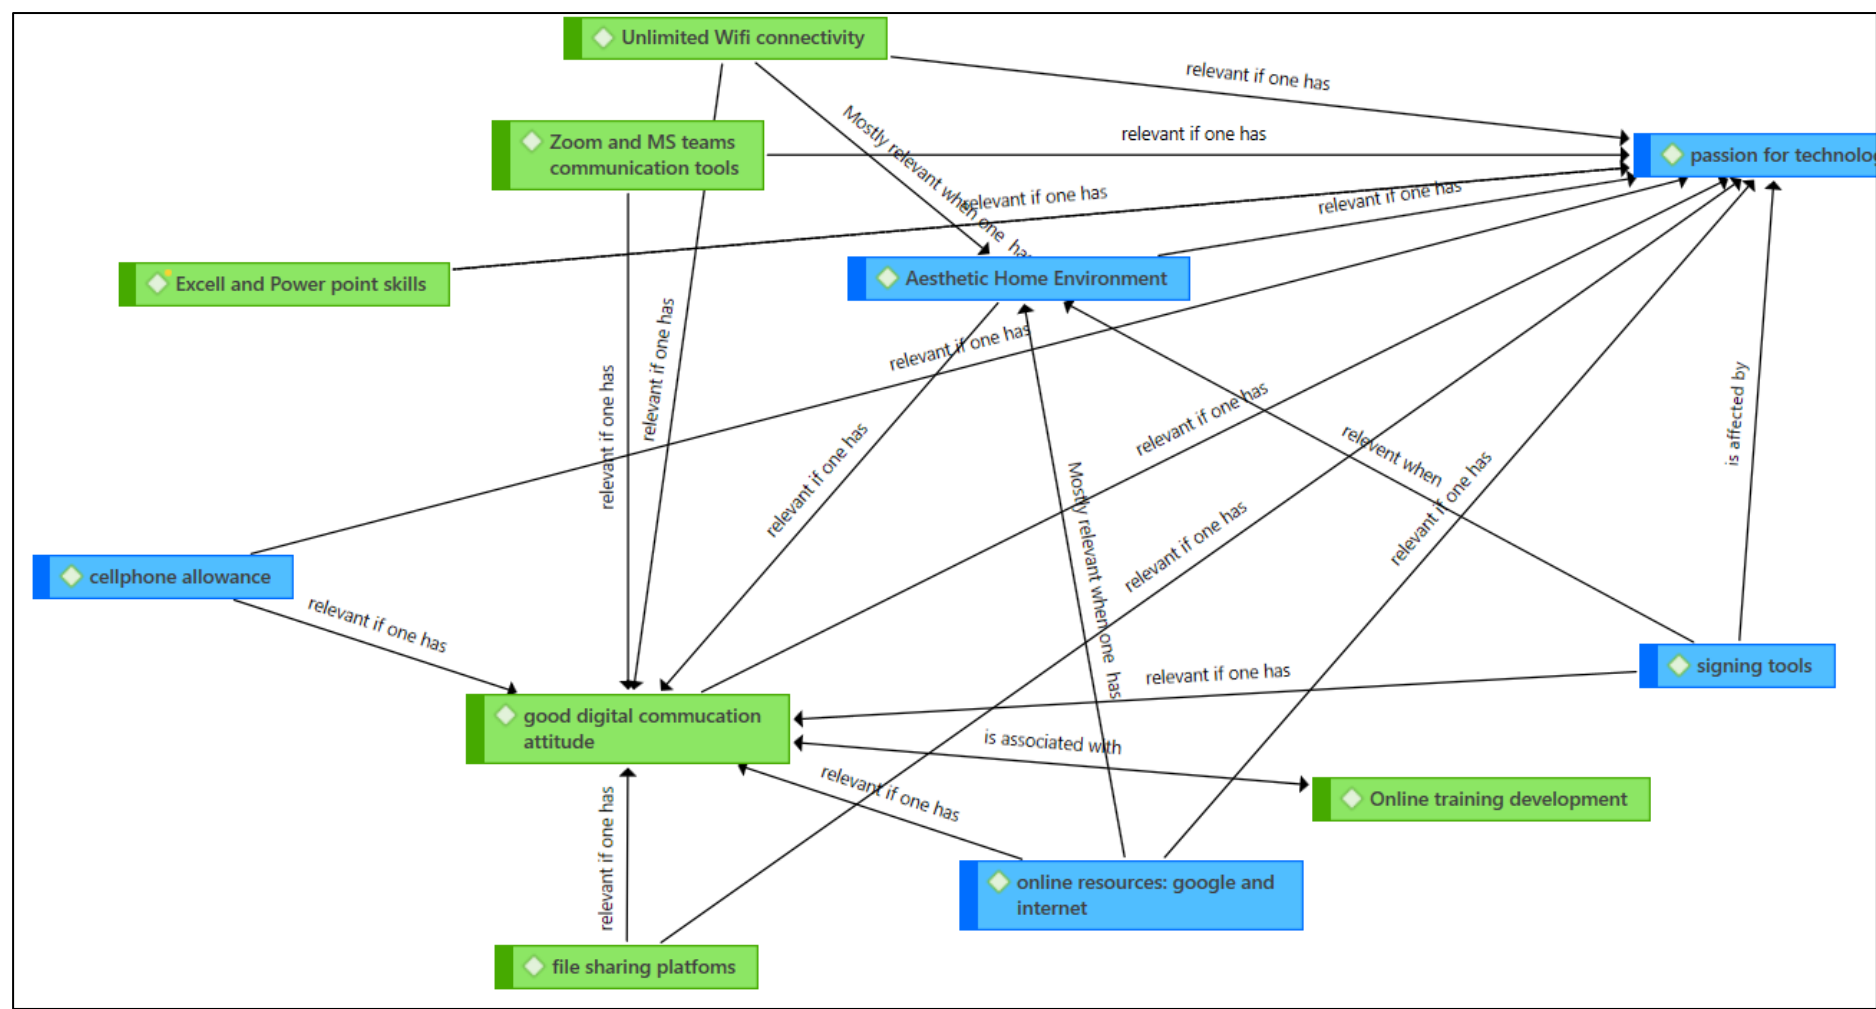 Unlimited Wifi connectivity
relevant if one has
Mostly relevant when one has
Zoom and MS teams
communication tools
relevant if one has
passion for technolog
relevant if one has
relevant if one has
Excell and Power point skills
Aesthetic Home Environment
relevant if one has
relevant if one has
relevant if one has
relevant if one has
relevant if one has
relevant if one has
relevent when
is affected by
relevant if one has
relevant if one has
Mostly relevant when one has
cellphone allowance
relevant if one has
signing tools
relevant if one has
good digital commucation
attitude
is associated with
relevant if one has
Online training development
relevant if one has
online resources: google and
internet
file sharing platfoms